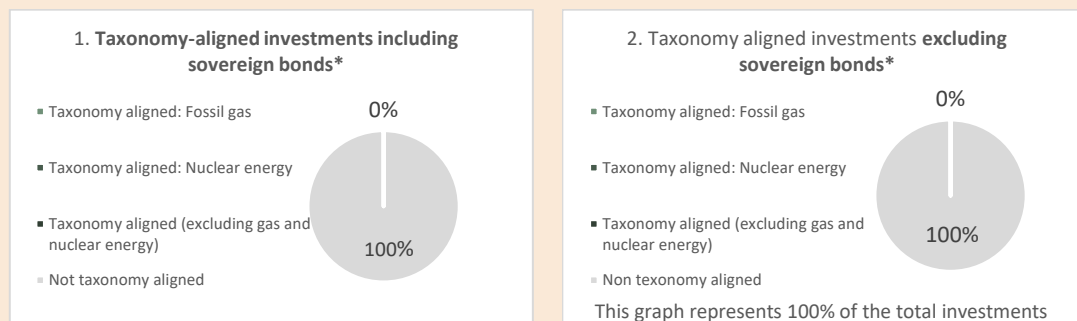 1. Taxonomy-aligned investments including
sovereign bonds*
Taxonomy aligned: Fossil gas
0%
Taxonomy aligned: Nuclear energy
Taxonomy aligned (excluding gas and
nuclear energy)
100%
Not taxonomy aligned
2. Taxonomy aligned investments excluding
sovereign bonds*
0%
Taxonomy aligned: Fossil gas
Taxonomy aligned: Nuclear energy
Taxonomy aligned (excluding gas and
nuclear energy)
100%
Non texonomy aligned
This graph represents 100% of the total investments